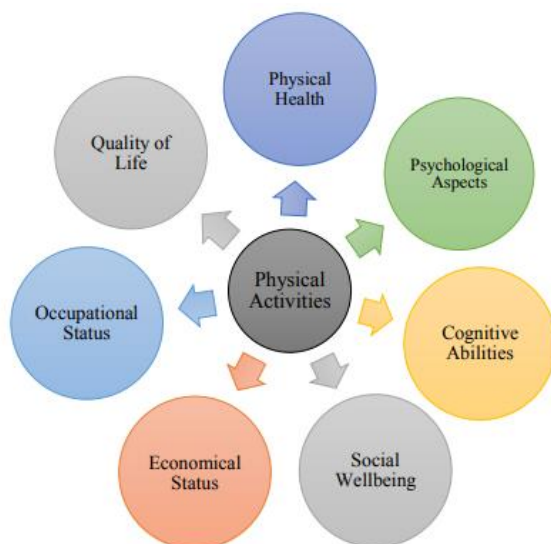 Physical
Health
Psychological
Aspects
Cognitive
Abilities
Social
Wellbeing
Economical
Status
Occupational
Status
Quality of
Life
Physical
Activities